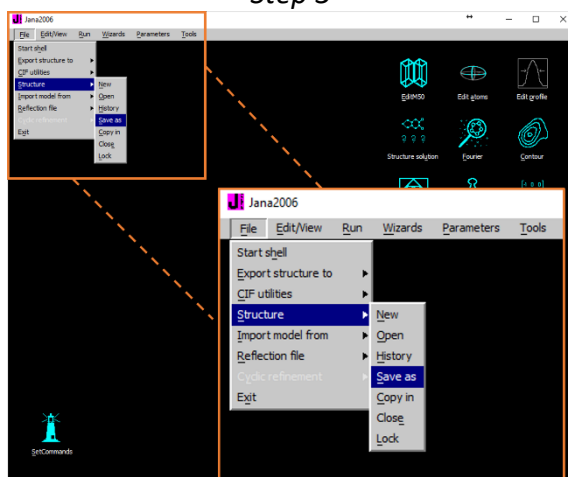 Jana2006
File Edit/View Run Wizards Parameters Tools
Start shell
Export structure to
CIF utilities
Structure
Import model from
Reflection file
Cyclic refinement
Exit
New
Open
History
Save as
Copy in
Close
Lock
EditM50
Edit atoms
Edit profile
Structure solution
Fourier
Contour
Jana2006
File Edit/View Run Wizards Parameters Tools
Start shell
Export structure to
CIF utilities
Structure
Import model from
Reflection file
Cyclic refinement
Exit
New
Open
History
Save as
Copy in
Close
Lock
SetCommands